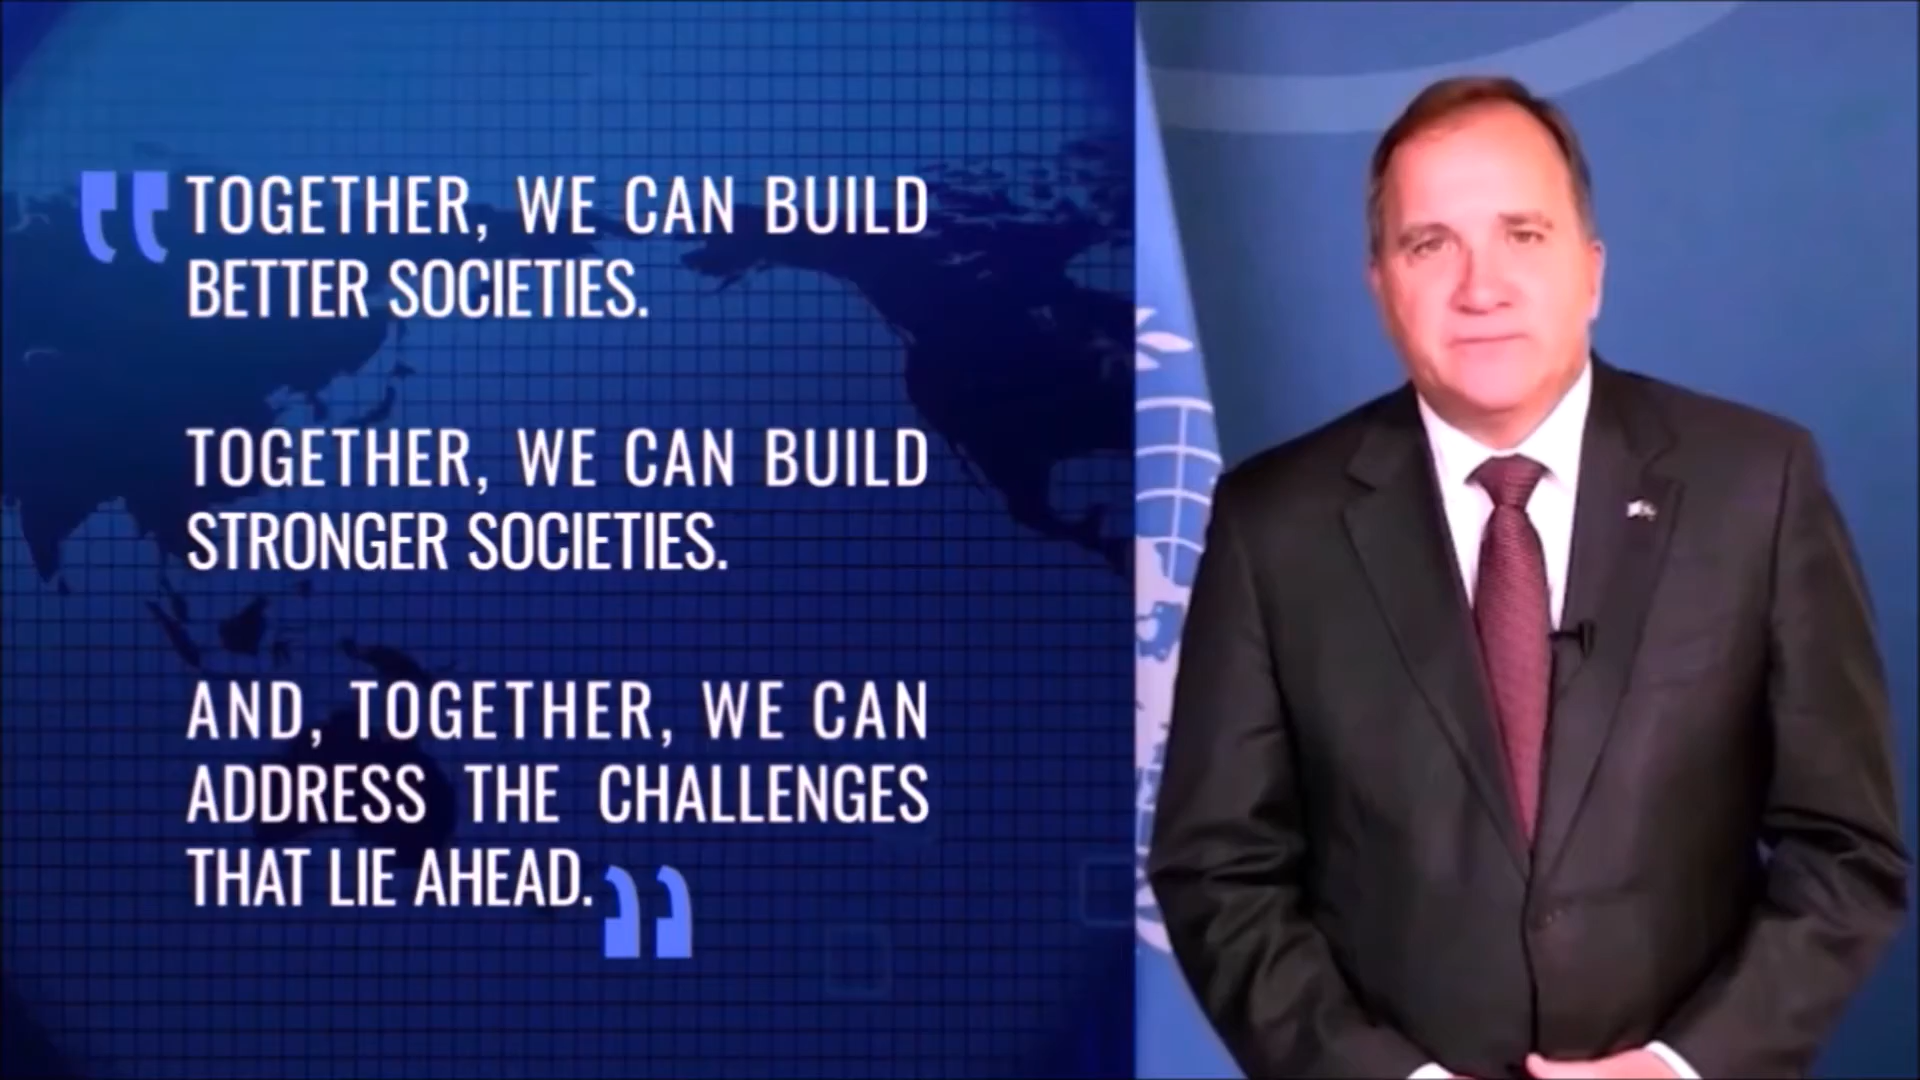 "TOGETHER, WE CAN BUILD
BETTER SOCIETIES.
TOGETHER, WE CAN BUILD
STRONGER SOCIETIES.
AND, TOGETHER, WE CAN
ADDRESS THE CHALLENGES
THAT LIE AHEAD."